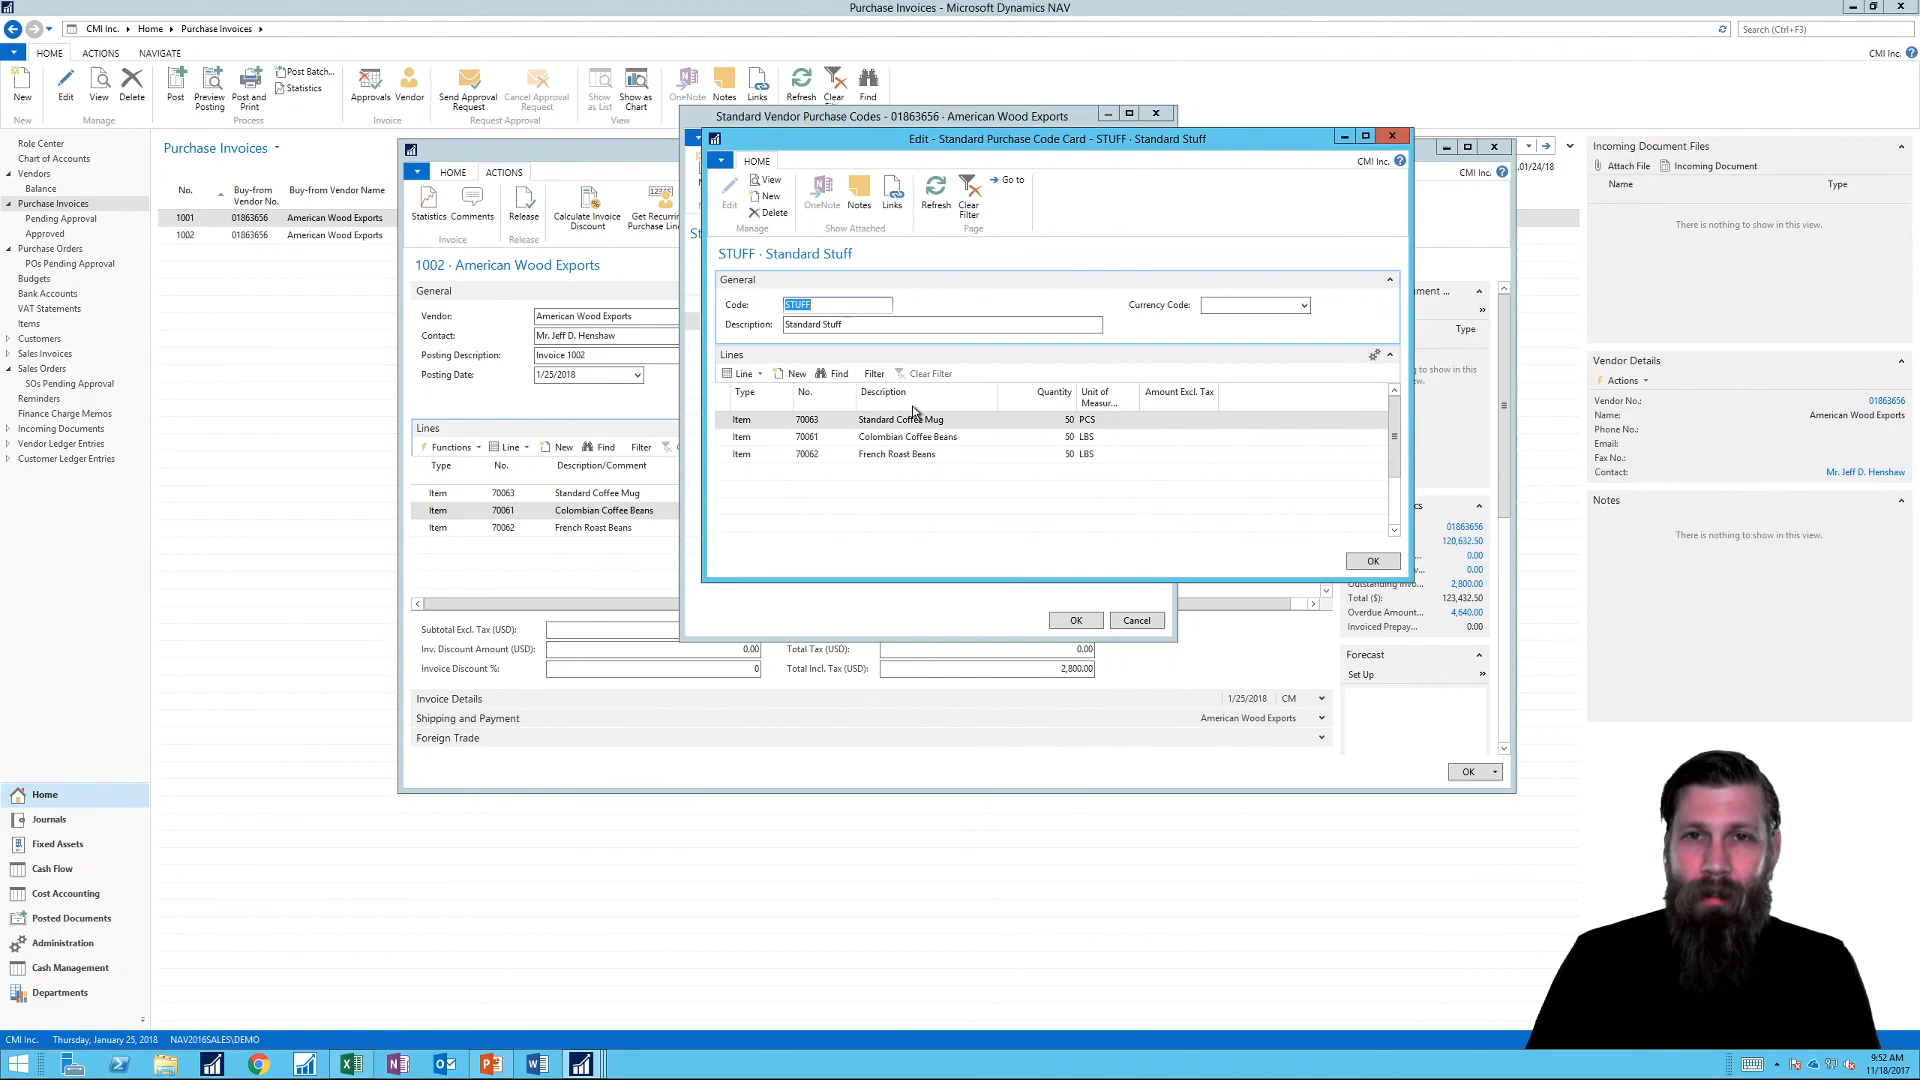 Purchase Invoices - Microsoft Dynamics NAV
CMI Inc. Home Purchase Invoices
Search (Ctrl+F3)
HOME ACTIONS NAVIGATE
CMI Inc.
New Edit View Delete Post Preview Posting Post and Print Post Batch... Statistics Approvals Vendor Send Approval Request Cancel Approval Request Show as List Show as Chart OneNote Notes Links Refresh Clear Find
New Manage Process Invoice Request Approval View
Role Center
Chart of Accounts
Vendors
Balance
Purchase Invoices
Pending Approval
Approved
Purchase Orders
POs Pending Approval
Budgets
Bank Accounts
VAT Statements
Items
Customers
Sales Invoices
Sales Orders
SOs Pending Approval
Reminders
Finance Charge Memos
Incoming Documents
Vendor Ledger Entries
Customer Ledger Entries
Home
Journals
Fixed Assets
Cash Flow
Cost Accounting
Posted Documents
Administration
Cash Management
Departments
Purchase Invoices
No. Buy-from Vendor No. Buy-from Vendor Name
1001 01863656 American Wood Exports
1002 01863656 American Wood Exports
HOME ACTIONS
CMI Inc.
Statistics Comments Release Calculate Invoice Discount Get Recurring Purchase Line
Invoice Release
1002 · American Wood Exports
General
Vendor: American Wood Exports
Contact: Mr. Jeff D. Henshaw
Posting Description: Invoice 1002
Posting Date: 1/25/2018
Lines
Functions Line New Find Filter
Type No. Description/Comment
Item 70063 Standard Coffee Mug
Item 70061 Colombian Coffee Beans
Item 70062 French Roast Beans
Subtotal Excl. Tax (USD):
Inv. Discount Amount (USD): 0.00 Total Tax (USD): 0.00
Invoice Discount %: 0 Total Incl. Tax (USD): 2,800.00
Invoice Details 1/25/2018 CM
Shipping and Payment American Wood Exports
Foreign Trade
OK
Standard Vendor Purchase Codes - 01863656 · American Wood Exports
OK Cancel
Edit - Standard Purchase Code Card - STUFF · Standard Stuff
HOME
CMI Inc.
Edit View New Delete OneNote Notes Links Refresh Clear Filter Go to
Manage Show Attached Page
STUFF · Standard Stuff
General
Code: STUFF Currency Code:
Description: Standard Stuff
Lines
Line New Find Filter Clear Filter
Type No. Description Quantity Unit of Measur... Amount Excl. Tax
Item 70063 Standard Coffee Mug 50 PCS
Item 70061 Colombian Coffee Beans 50 LBS
Item 70062 French Roast Beans 50 LBS
OK
.01/24/18
ument ...
Type
ng to show in this
cs
01863656
120,632.50
0.00
0.00
Outstanding Invo... 2,800.00
Total ($): 123,432.50
Overdue Amount... 4,640.00
Invoiced Prepay... 0.00
Forecast
Set Up
Incoming Document Files
Attach File Incoming Document
Name Type
There is nothing to show in this view.
Vendor Details
Actions
Vendor No.: 01863656
Name: American Wood Exports
Phone No.:
Email:
Fax No.:
Contact: Mr. Jeff D. Henshaw
Notes
There is nothing to show in this view.
CMI Inc. Thursday, January 25, 2018 NAV2016SALES\DEMO
9:52 AM
11/18/2017